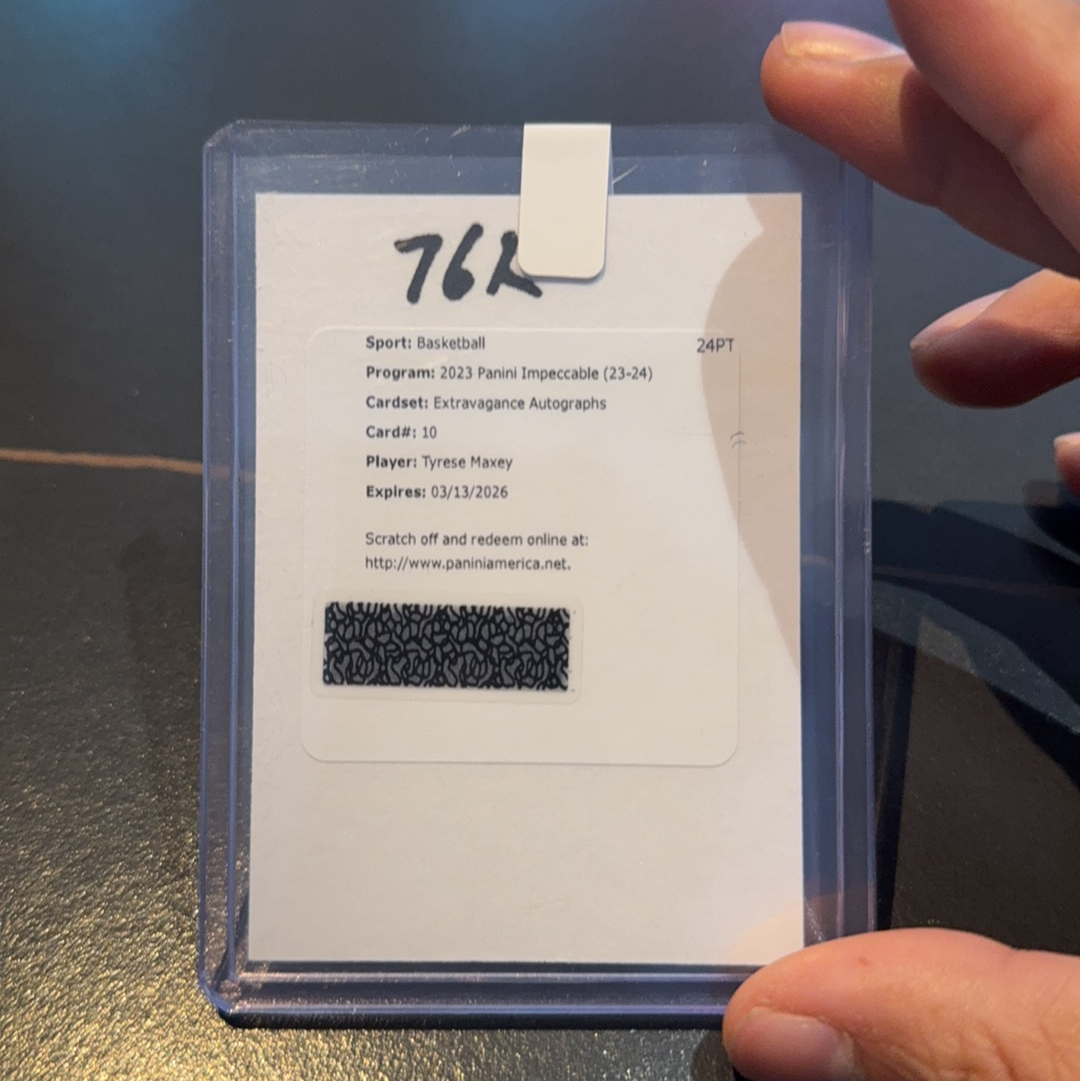 76R
Sport: Basketball 24PT
Program: 2023 Panini Impeccable (23-24)
Cardset: Extravagance Autographs
Card#: 10
Player: Tyrese Maxey
Expires: 03/13/2026
Scratch off and redeem online at:
http://www.paniniamerica.net.